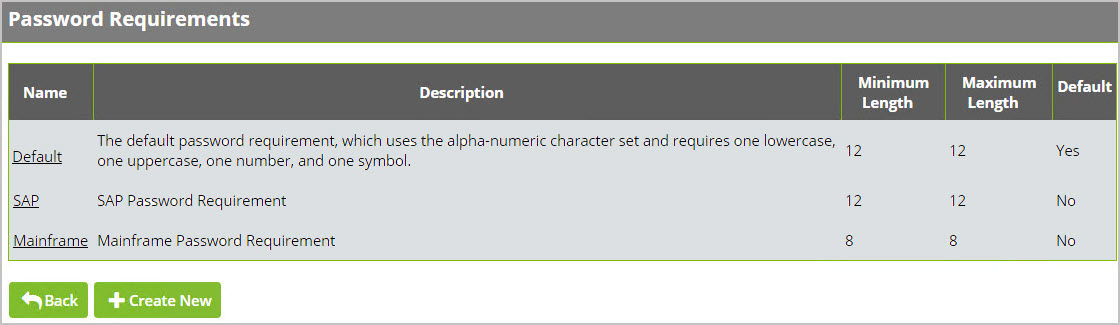 Password Requirements
Name Description Minimum Length Maximum Length Default
Default The default password requirement, which uses the alpha-numeric character set and requires one lowercase,
one uppercase, one number, and one symbol. 12 12 Yes
SAP SAP Password Requirement 12 12 No
Mainframe Mainframe Password Requirement 8 8 No
Back Create New